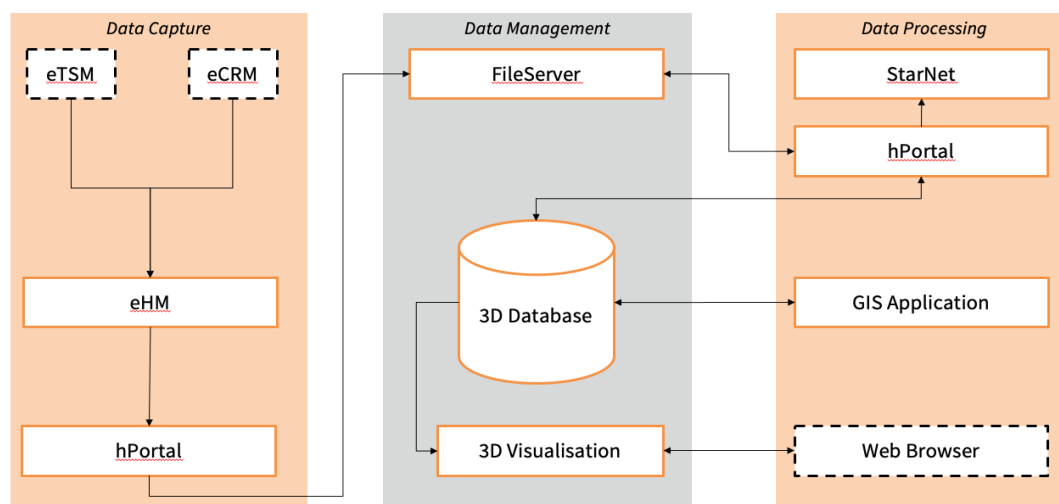 Data Capture
eTSM
eCRM
eHM
hPortal
Data Management
FileServer
3D Database
3D Visualisation
Data Processing
StarNet
hPortal
GIS Application
Web Browser